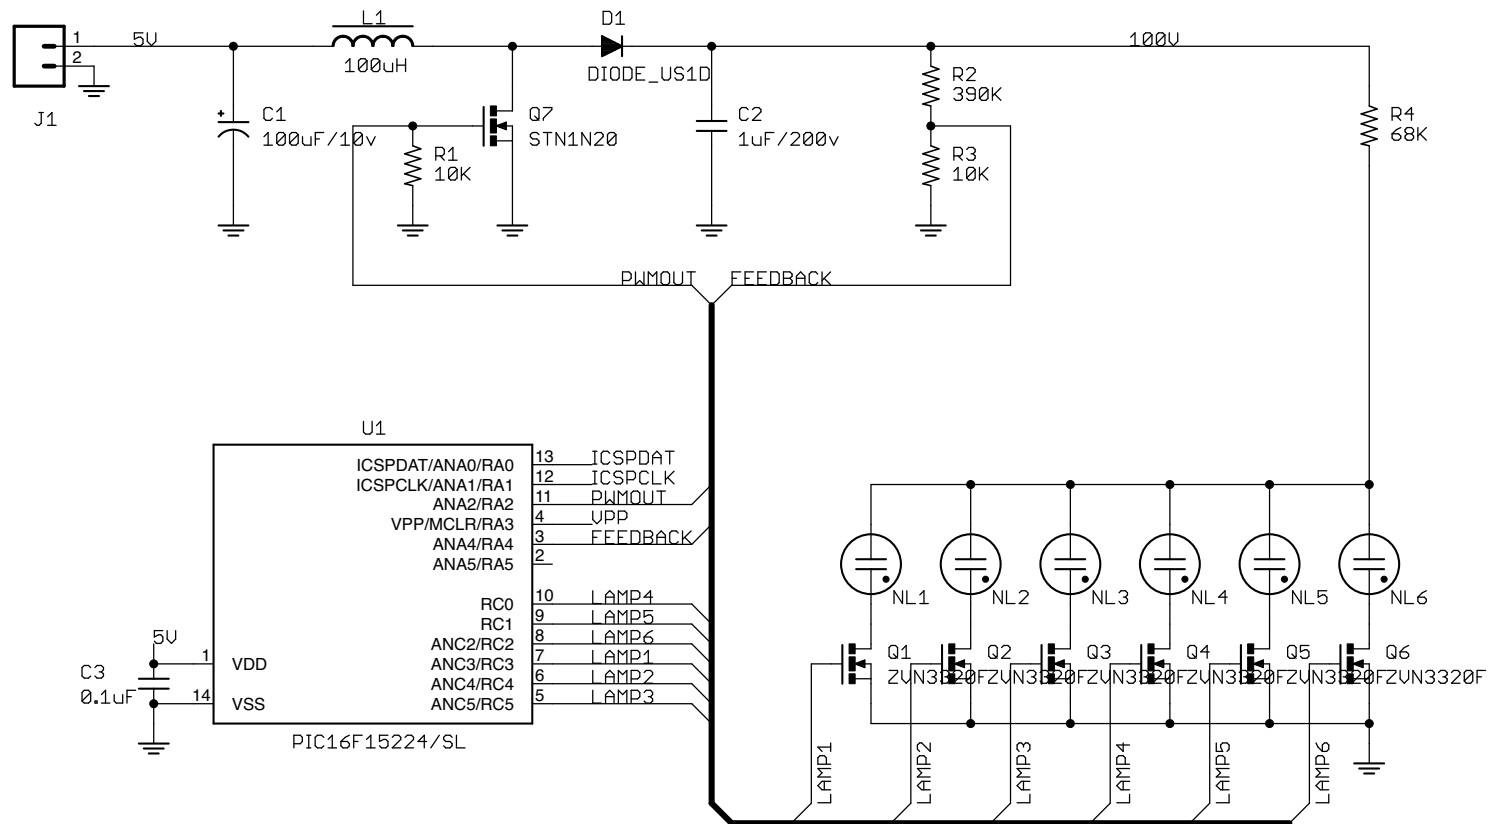 L1
D1
1
5V
100V
2
100uH
DIODE_US1D
R2
390K
J1
+
C1
100uF/10v
Q7
STN1N20
C2
1uF/200v
R4
68K
R1
10K
R3
10K
PWMOUT
FEEDBACK
U1
ICSPDAT/ANA0/RA0
13
ICSPDAT
ICSPCLK/ANA1/RA1
12
ICSPCLK
ANA2/RA2
11
PWMOUT
VPP/MCLR/RA3
4
VPP
ANA4/RA4
3
FEEDBACK
ANA5/RA5
2
RC0
10
LAMP4
RC1
9
LAMP5
ANC2/RC2
8
LAMP6
ANC3/RC3
7
LAMP1
ANC4/RC4
6
LAMP2
ANC5/RC5
5
LAMP3
5V
1
VDD
C3
0.1uF
14
VSS
PIC16F15224/SL
NL1
NL2
NL3
NL4
NL5
NL6
Q1
ZVN3320F
Q2
ZVN3320F
Q3
ZVN3320F
Q4
ZVN3320F
Q5
ZVN3320F
Q6
ZVN3320F
LAMP1
LAMP2
LAMP3
LAMP4
LAMP5
LAMP6